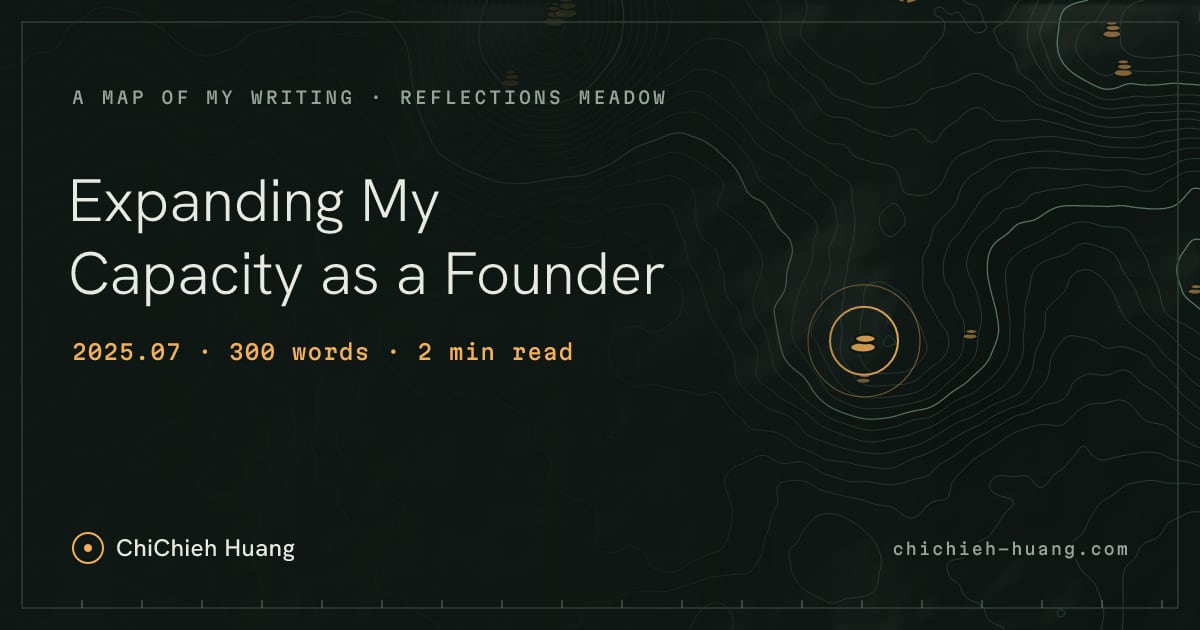 A MAP OF MY WRITING · REFLECTIONS MEADOW
Expanding My
Capacity as a Founder
2025.07 · 300 words · 2 min read
ChiChieh Huang
chichieh-huang.com